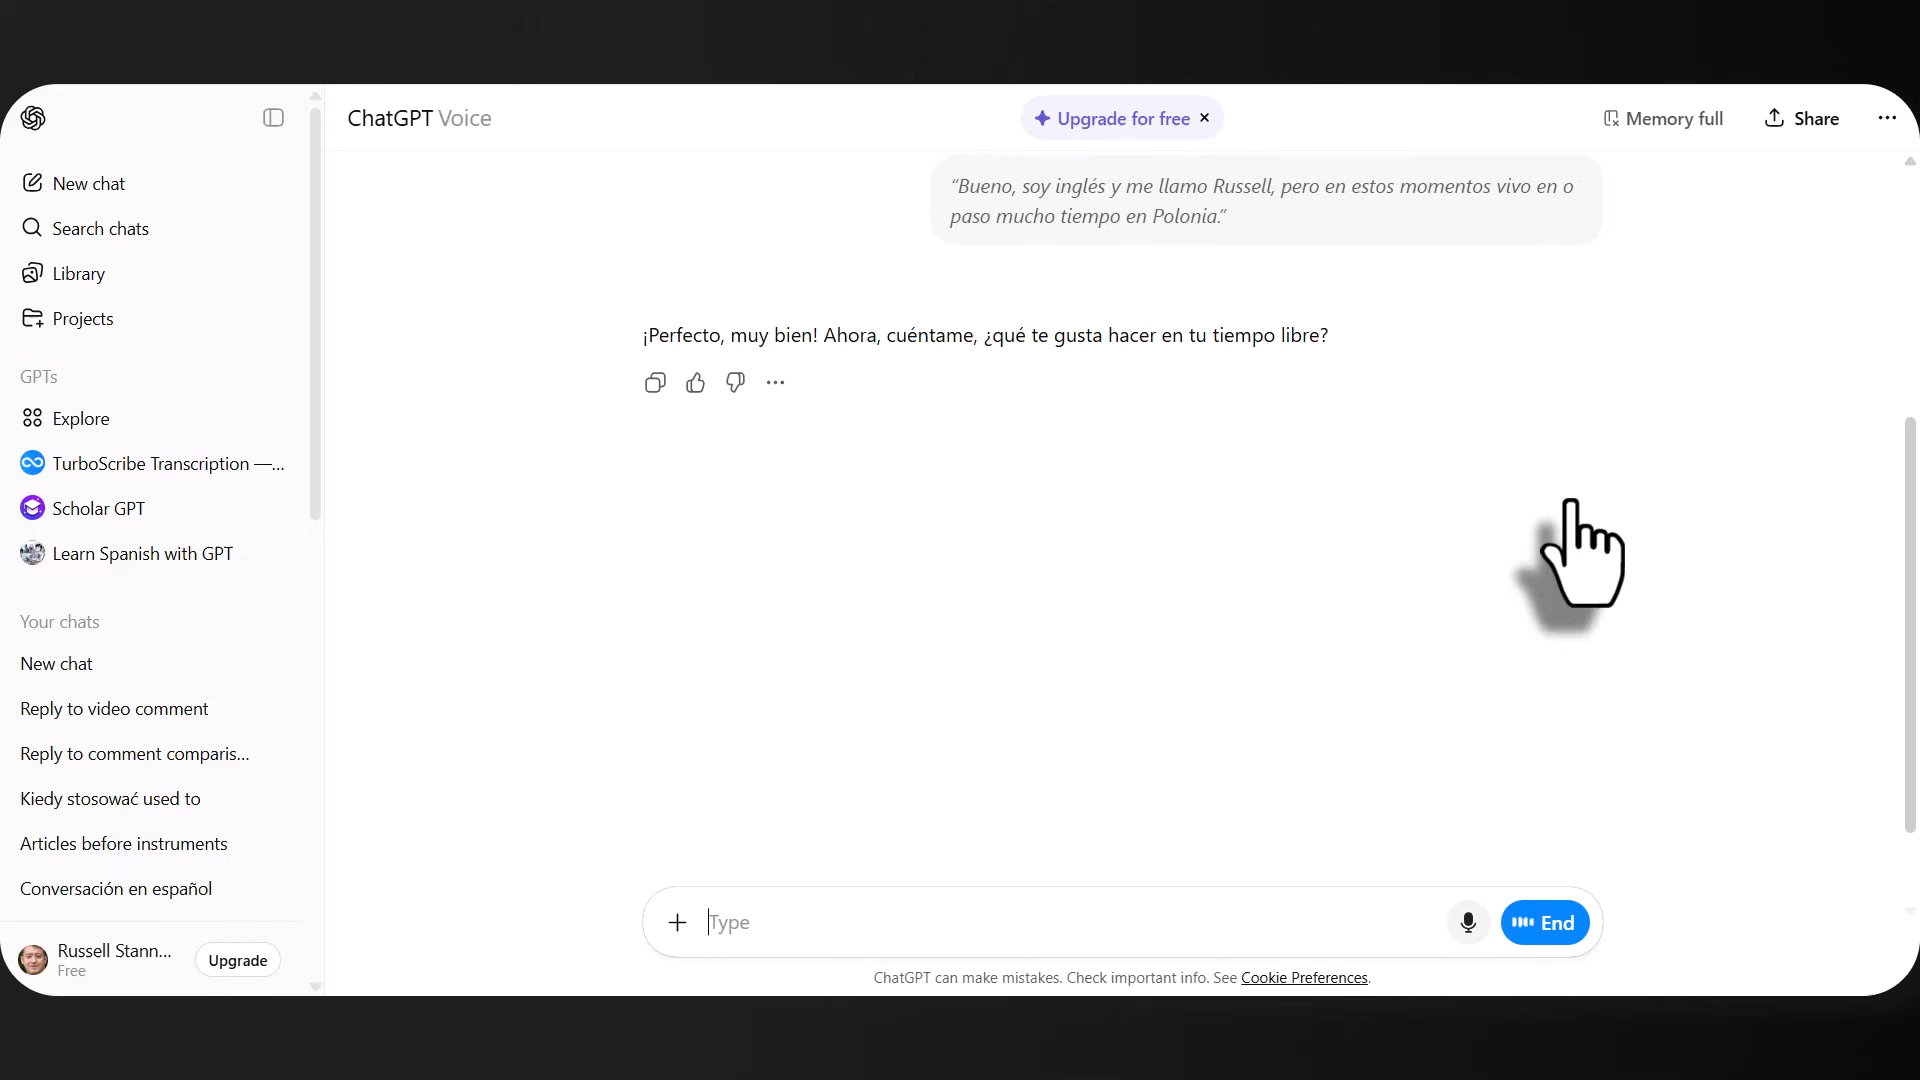 ChatGPT Voice
Upgrade for free
Memory full
Share
New chat
Search chats
Library
Projects
GPTs
Explore
TurboScribe Transcription —...
Scholar GPT
Learn Spanish with GPT
Your chats
New chat
Reply to video comment
Reply to comment comparis...
Kiedy stosować used to
Articles before instruments
Conversación en español
Russell Stann...
Free
Upgrade
“Bueno, soy inglés y me llamo Russell, pero en estos momentos vivo en o
paso mucho tiempo en Polonia.”
¡Perfecto, muy bien! Ahora, cuéntame, ¿qué te gusta hacer en tu tiempo libre?
Type
End
ChatGPT can make mistakes. Check important info. See Cookie Preferences.